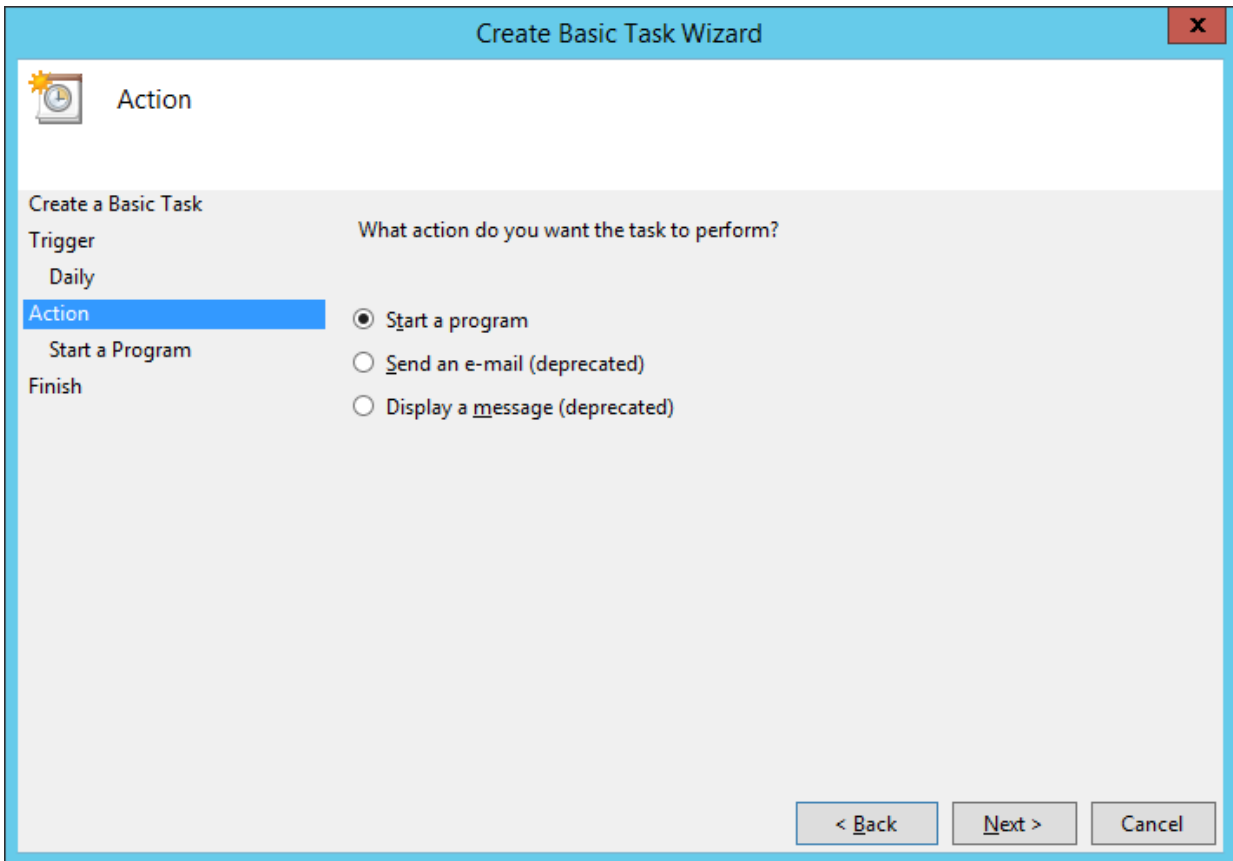 Create Basic Task Wizard
x
Action
Create a Basic Task
Trigger
Daily
Action
Start a Program
Finish
What action do you want the task to perform?
Start a program
Send an e-mail (deprecated)
Display a message (deprecated)
< Back
Next >
Cancel